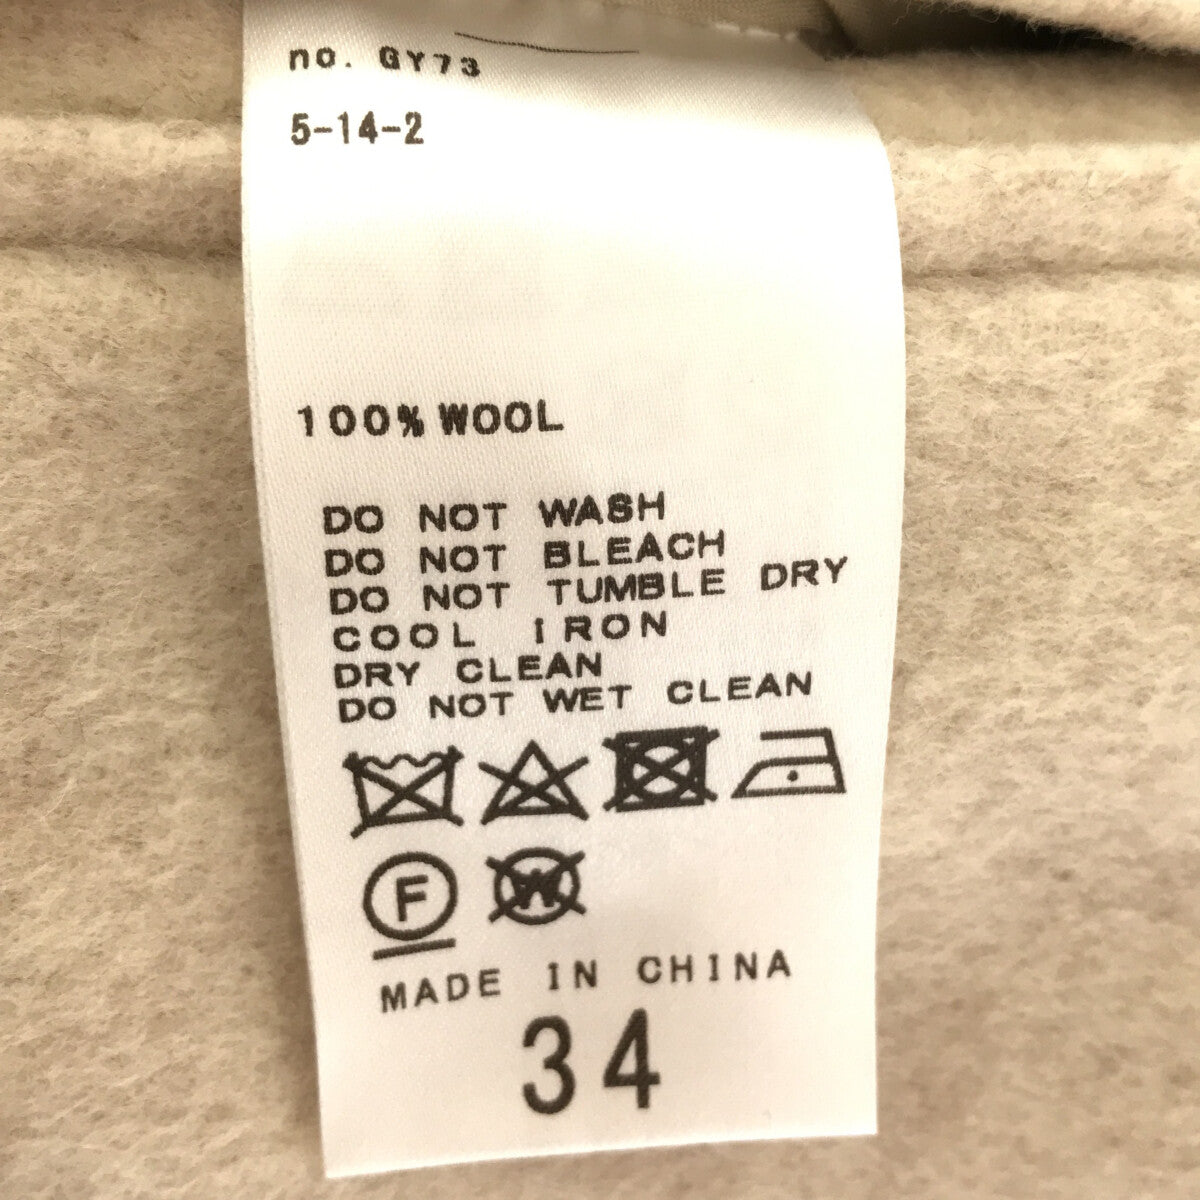 no. GY73
5-14-2
100% WOOL
DO NOT WASH
DO NOT BLEACH
DO NOT TUMBLE DRY
COOL IRON
DRY CLEAN
DO NOT WET CLEAN
F W
MADE IN CHINA
34